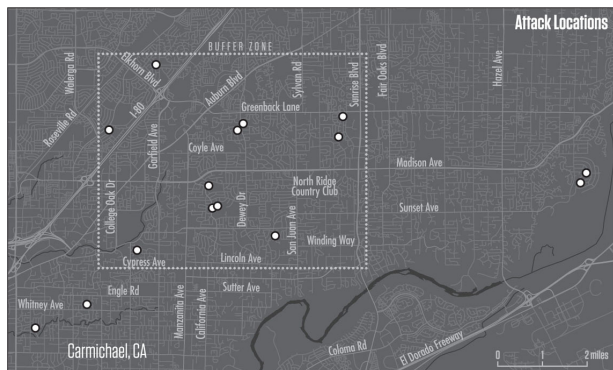 Attack Locations
BUFFER ZONE
Walerga Rd
Elkhorn Blvd
Auburn Blvd
Sylvan Rd
Sunrise Blvd
Fair Oaks Blvd
Hazel Ave
Roseville Rd
I-80
Garfield Ave
Greenback Lane
Coyle Ave
Madison Ave
College Oak Dr
North Ridge
Country Club
Dewey Dr
San Juan Ave
Sunset Ave
Winding Way
Cypress Ave
Lincoln Ave
Engle Rd
Sutter Ave
Whitney Ave
Manzanita Ave
California Ave
Carmichael, CA
Coloma Rd
El Dorado Freeway
0 1 2 miles